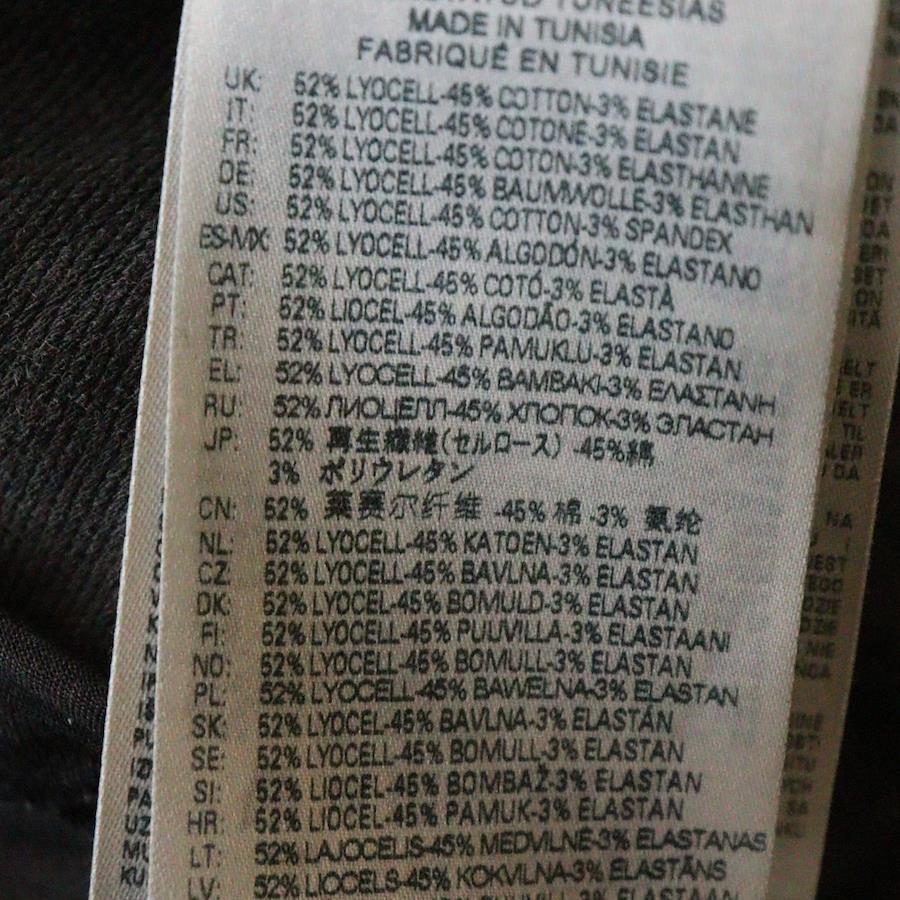 TUNEESIAS
MADE IN TUNISIA
FABRIQUÉ EN TUNISIE
UK: 52% LYOCELL-45% COTTON-3% ELASTANE
IT: 52% LYOCELL-45% COTONE-3% ELASTAN
FR: 52% LYOCELL-45% COTON-3% ELASTHANNE
DE: 52% LYOCELL-45% BAUMWOLLE-3% ELASTHAN
US: 52% LYOCELL-45% COTTON-3% SPANDEX
ES-MX: 52% LYOCELL-45% ALGODÓN-3% ELASTANO
CAT: 52% LYOCELL-45% COTÓ-3% ELASTÀ
PT: 52% LIOCEL-45% ALGODÃO-3% ELASTANO
TR: 52% LYOCELL-45% PAMUKLU-3% ELASTAN
EL: 52% LYOCELL-45% BAMBAKI-3% ΕΛΑΣΤΑΝΗ
RU: 52% ЛИОЦЕЛЛ-45% ХЛОПОК-3% ЭЛАСТАН
JP: 52% 再生繊維(セルロース) -45%綿
3% ポリウレタン
CN: 52% 莱赛尔纤维 -45% 棉 -3% 氨纶
NL: 52% LYOCELL-45% KATOEN-3% ELASTAN
CZ: 52% LYOCELL-45% BAVLNA-3% ELASTAN
DK: 52% LYOCEL-45% BOMULD-3% ELASTAN
FI: 52% LYOCELL-45% PUUVILLA-3% ELASTAANI
NO: 52% LYOCELL-45% BOMULL-3% ELASTAN
PL: 52% LYOCELL-45% BAWEŁNA-3% ELASTAN
SK: 52% LYOCEL-45% BAVLNA-3% ELASTÁN
SE: 52% LYOCELL-45% BOMULL-3% ELASTAN
SI: 52% LIOCEL-45% BOMBAŽ-3% ELASTAN
HR: 52% LIOCEL-45% PAMUK-3% ELASTAN
LT: 52% LAJOCELIS-45% MEDVILNĖ-3% ELASTANAS
LV: 52% LIOCELS-45% KOKVILNA-3% ELASTĀNS